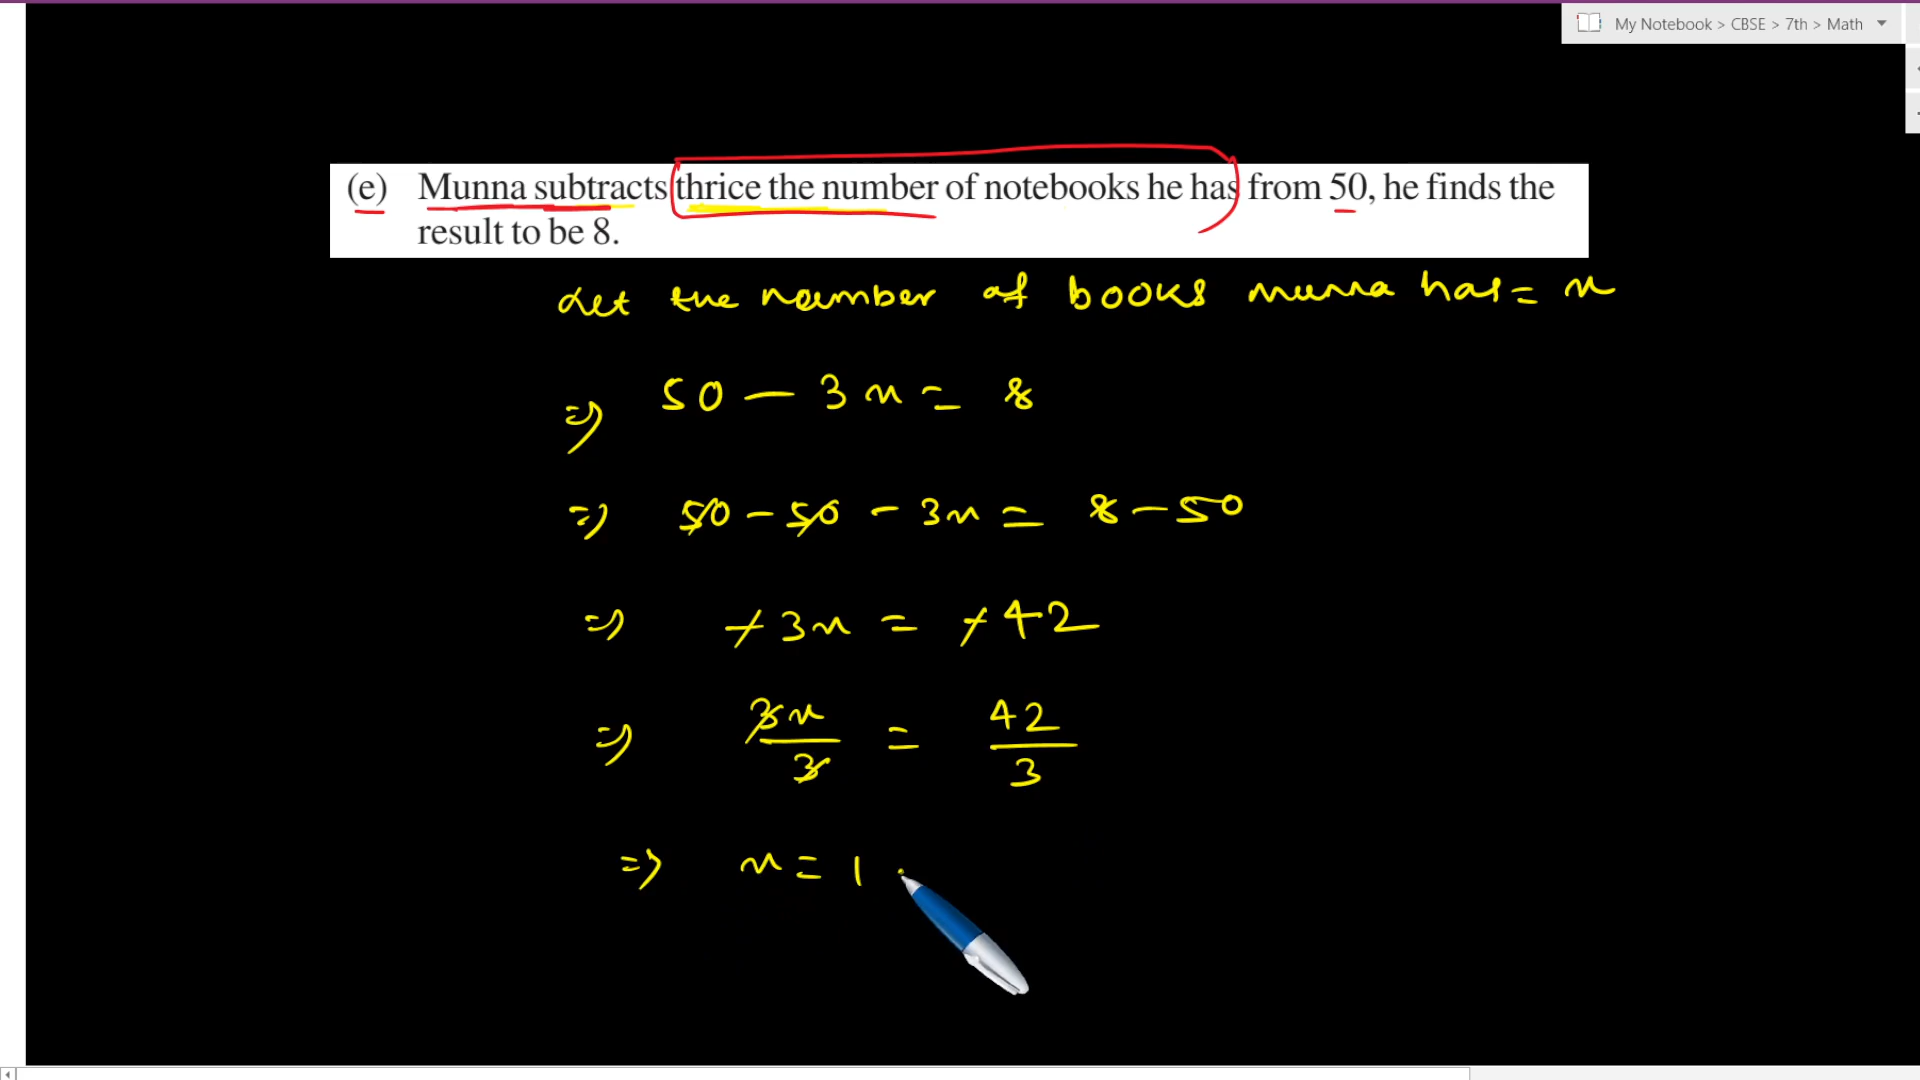 My Notebook > CBSE > 7th > Math
(e) Munna subtracts thrice the number of notebooks he has from 50, he finds the
result to be 8.
Let the number of books munna has = x
⇒ 50 - 3x = 8
⇒ 50 - 50 - 3x = 8 - 50
⇒ - 3x = - 42
⇒ 3x/3 = 42/3
⇒ x = 1